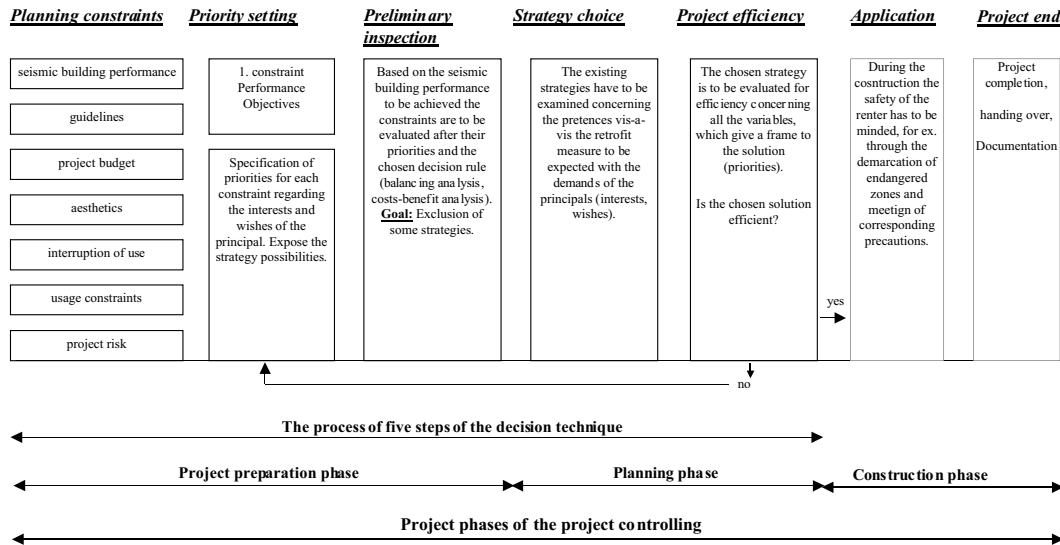 Planning constraints
Priority setting
Preliminary
inspection
Strategy choice
Project efficiency
Application
Project end
seismic building performance
guidelines
project budget
aesthetics
interruption of use
usage constraints
project risk
1. constraint
Performance
Objectives
Specification of
priorities for each
constraint regarding
the interests and
wishes of the
principal. Expose the
strategy possibilities.
Based on the seismic
building performance
to be achieved the
constraints are to be
evaluated after their
priorities and the
chosen decision rule
(balancing analysis,
costs-benefit analysis).
Goal: Exclusion of
some strategies.
The existing
strategies have to be
examined concerning
the pretences vis-a-
vis the retrofit
measure to be
expected with the
demands of the
principals (interests,
wishes).
The chosen strategy
is to be evaluated for
efficiency concerning
all the variables,
which give a frame to
the solution
(priorities).
Is the chosen solution
efficient?
yes
no
During the
cosntruction the
safety of the
renter has to be
minded, for ex.
through the
demarcation of
endangered
zones and
meetign of
corresponding
precautions.
Project
completion,
handing over,
Documentation
The process of five steps of the decision technique
Project preparation phase
Planning phase
Construction phase
Project phases of the project controlling